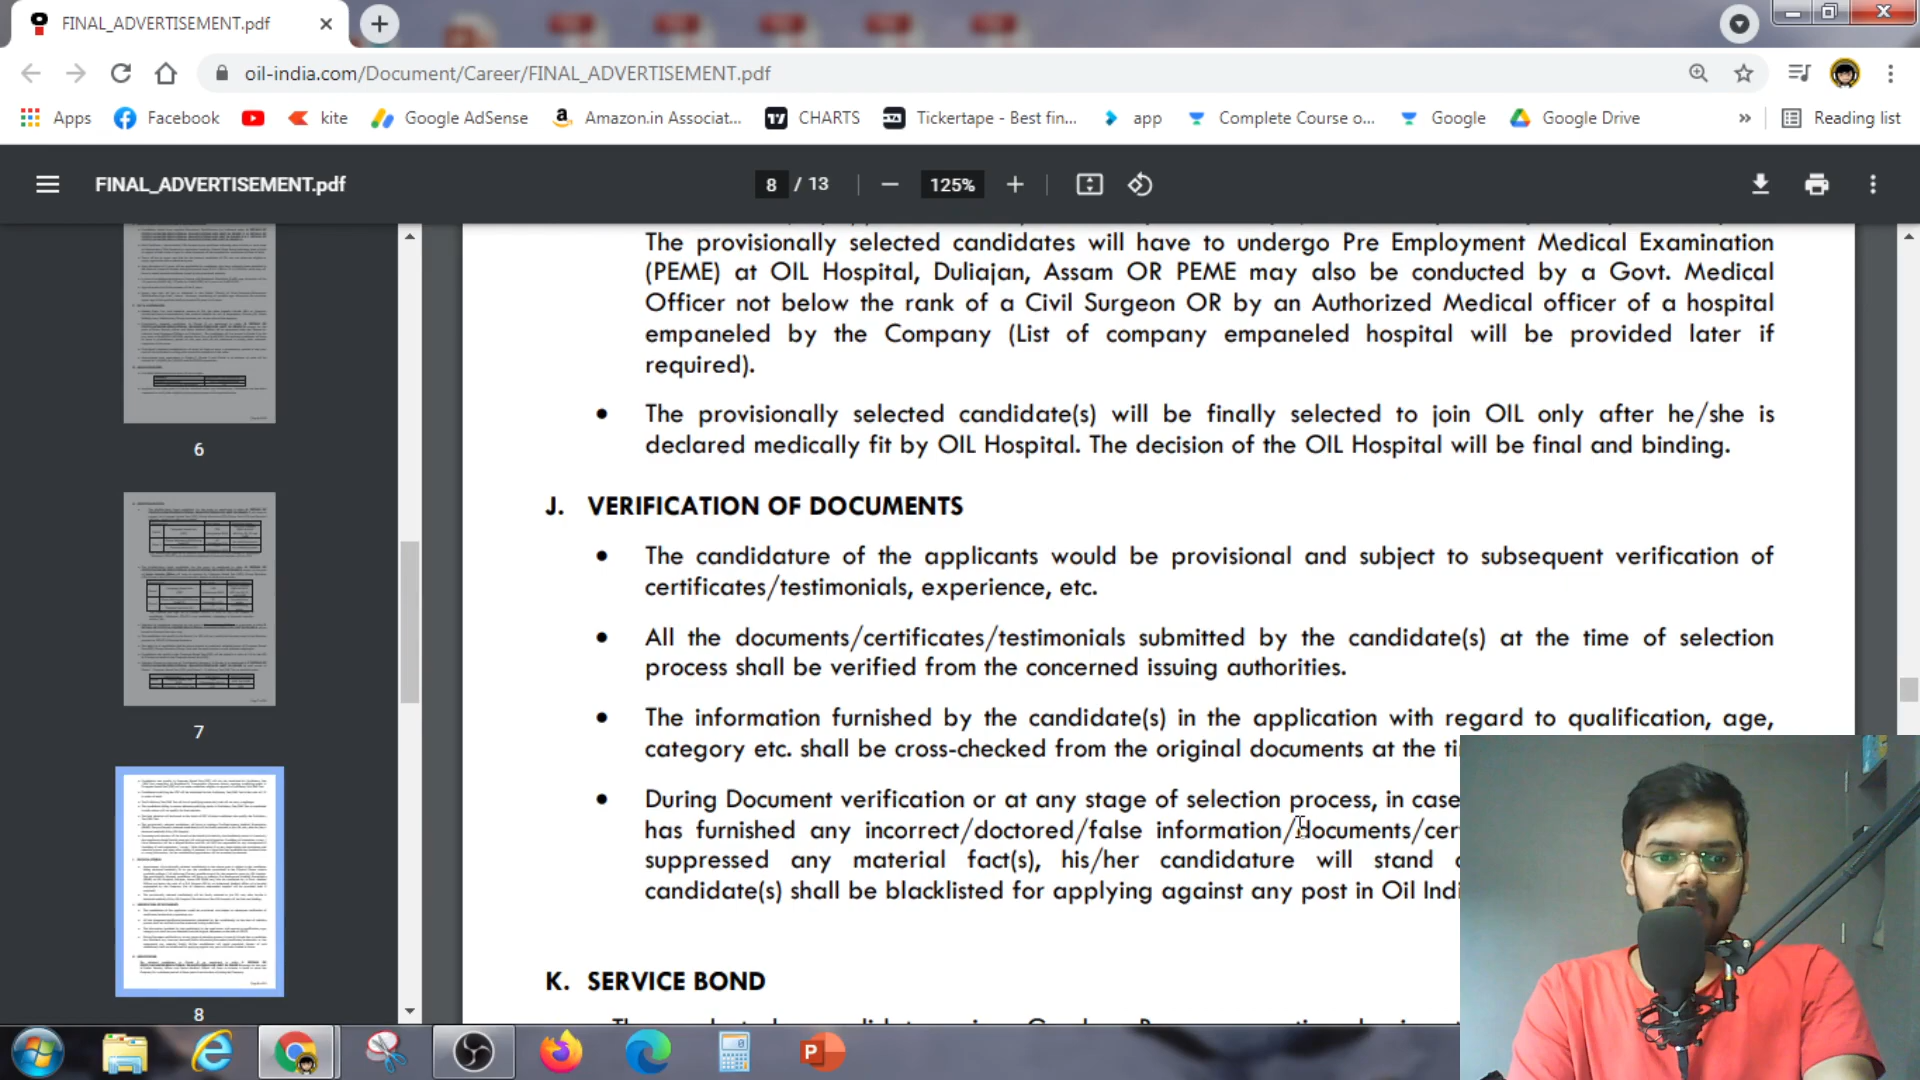 FINAL_ADVERTISEMENT.pdf
oil-india.com/Document/Career/FINAL_ADVERTISEMENT.pdf
Apps Facebook kite Google AdSense Amazon.in Associat... CHARTS Tickertape - Best fin... app Complete Course o... Google Google Drive » Reading list
FINAL_ADVERTISEMENT.pdf 8 / 13 125%
The provisionally selected candidates will have to undergo Pre Employment Medical Examination
(PEME) at OIL Hospital, Duliajan, Assam OR PEME may also be conducted by a Govt. Medical
Officer not below the rank of a Civil Surgeon OR by an Authorized Medical officer of a hospital
empaneled by the Company (List of company empaneled hospital will be provided later if
required).
• The provisionally selected candidate(s) will be finally selected to join OIL only after he/she is
declared medically fit by OIL Hospital. The decision of the OIL Hospital will be final and binding.
J. VERIFICATION OF DOCUMENTS
• The candidature of the applicants would be provisional and subject to subsequent verification of
certificates/testimonials, experience, etc.
• All the documents/certificates/testimonials submitted by the candidate(s) at the time of selection
process shall be verified from the concerned issuing authorities.
• The information furnished by the candidate(s) in the application with regard to qualification, age,
category etc. shall be cross-checked from the original documents at the
• During Document verification or at any stage of selection process, in case
has furnished any incorrect/doctored/false information/documents/cer
suppressed any material fact(s), his/her candidature will stand
candidate(s) shall be blacklisted for applying against any post in Oil Indi
K. SERVICE BOND
6
7
8